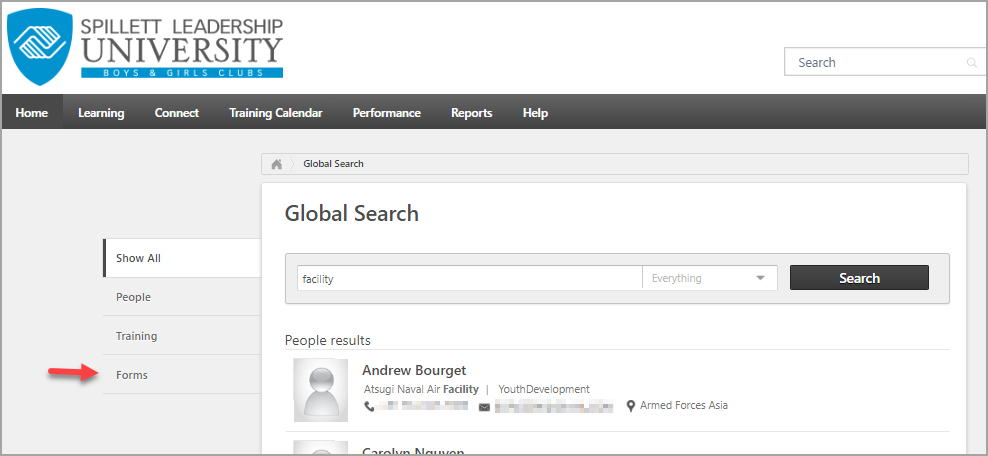 SPILLETT LEADERSHIP
UNIVERSITY
BOYS & GIRLS CLUBS
Search
Home Learning Connect Training Calendar Performance Reports Help
Global Search
Global Search
Show All
People
Training
Forms
facility Everything Search
People results
Andrew Bourget
Atsugi Naval Air Facility | YouthDevelopment
Armed Forces Asia
Carolyn Nguyen